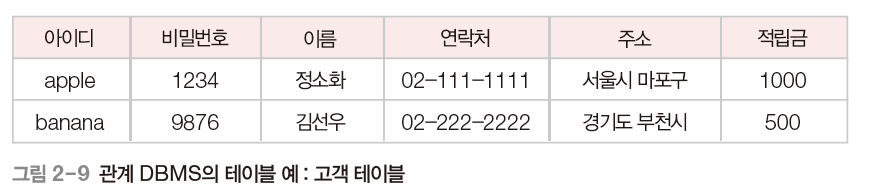 아이디 비밀번호 이름 연락처 주소 적립금
apple 1234 정소화 02-111-1111 서울시 마포구 1000
banana 9876 김선우 02-222-2222 경기도 부천시 500
그림 2-9 관계 DBMS의 테이블 예 : 고객 테이블